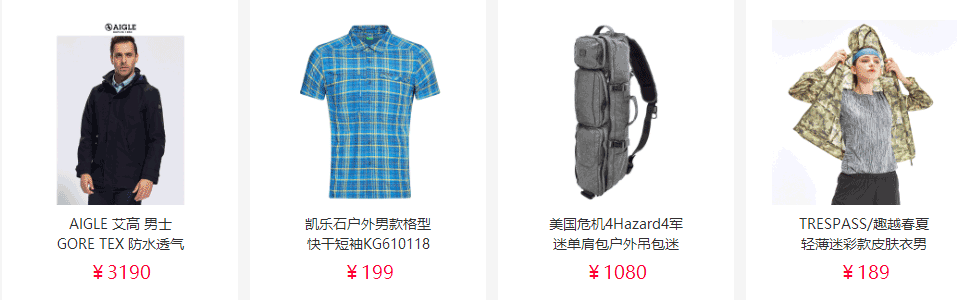 AIGLE
AIGLE 艾高 男士
GORE TEX 防水透气
¥3190
凯乐石户外男款格型
快干短袖KG610118
¥199
美国危机4Hazard4军
迷单肩包户外吊包迷
¥1080
TRESPASS/趣越春夏
轻薄迷彩款皮肤衣男
¥189